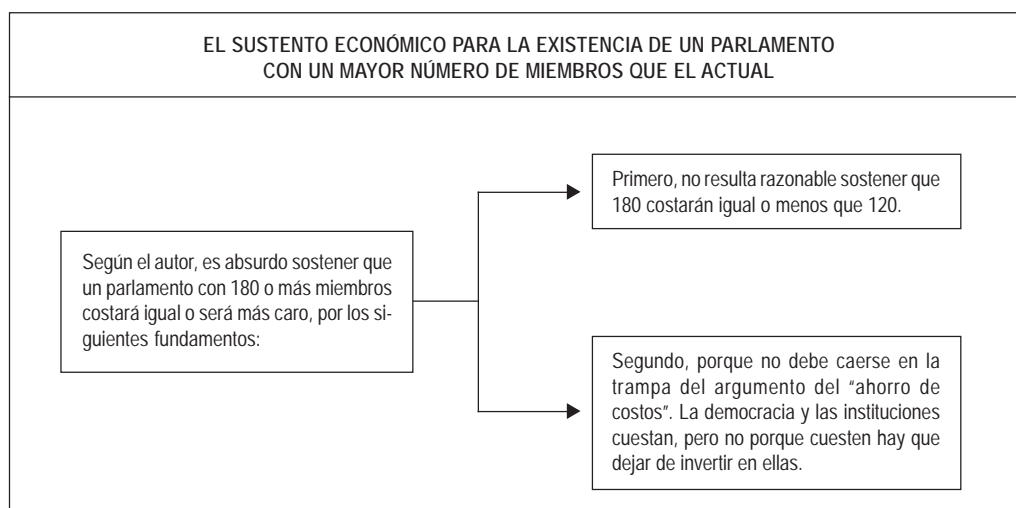 EL SUSTENTO ECONÓMICO PARA LA EXISTENCIA DE UN PARLAMENTO
CON UN MAYOR NÚMERO DE MIEMBROS QUE EL ACTUAL
Según el autor, es absurdo sostener que
un parlamento con 180 o más miembros
costará igual o será más caro, por los si-
guientes fundamentos:
Primero, no resulta razonable sostener que
180 costarán igual o menos que 120.
Segundo, porque no debe caerse en la
trampa del argumento del "ahorro de
costos". La democracia y las instituciones
cuestan, pero no porque cuesten hay que
dejar de invertir en ellas.